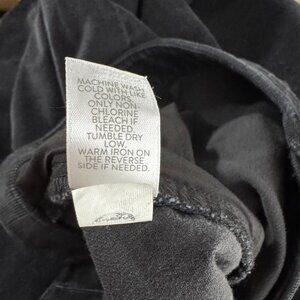 MACHINE WASH
COLD WITH LIKE
COLORS.
ONLY NON-
CHLORINE
BLEACH IF
NEEDED.
TUMBLE DRY
LOW.
WARM IRON ON
THE REVERSE
SIDE IF NEEDED.